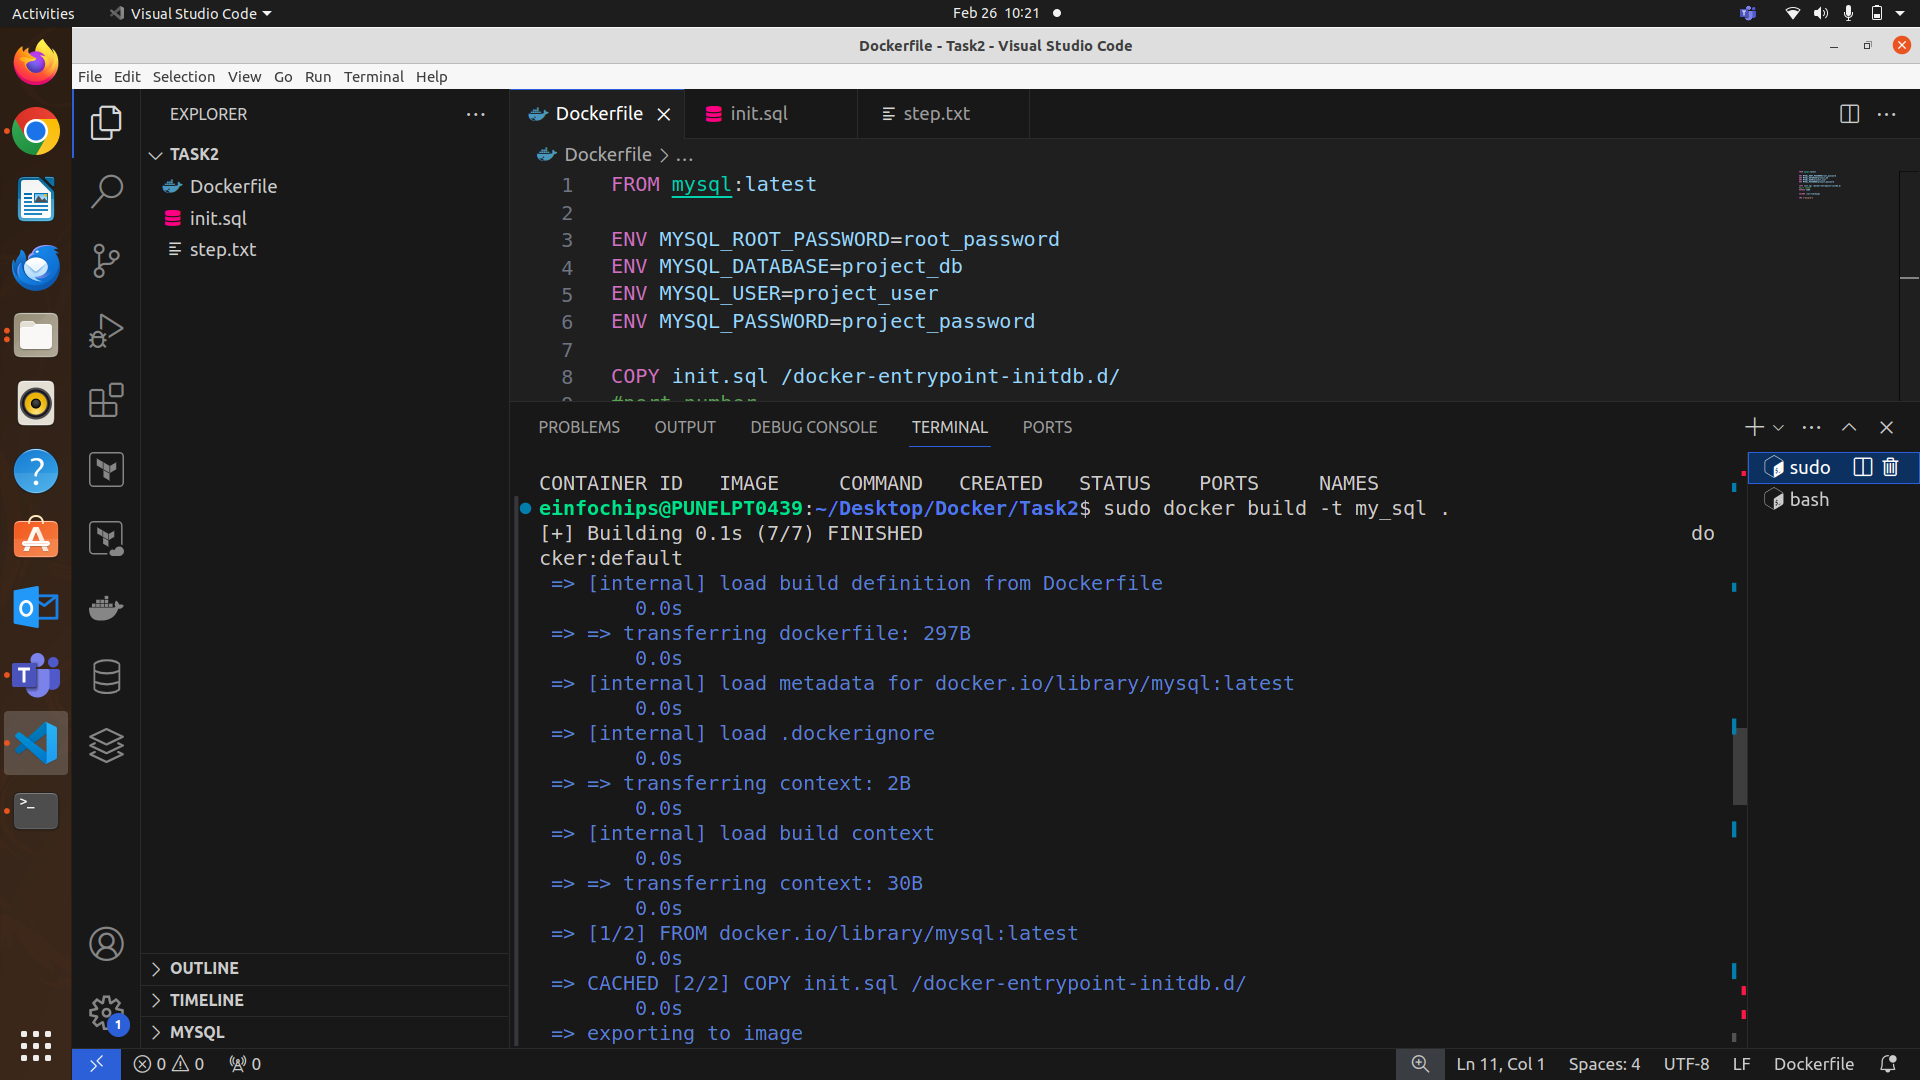 Activities
Visual Studio Code
Feb 26 10:21
Dockerfile - Task2 - Visual Studio Code
File Edit Selection View Go Run Terminal Help
EXPLORER
TASK2
Dockerfile
init.sql
step.txt
OUTLINE
TIMELINE
MYSQL
Dockerfile
init.sql
step.txt
Dockerfile > ...
1 FROM mysql:latest
2
3 ENV MYSQL_ROOT_PASSWORD=root_password
4 ENV MYSQL_DATABASE=project_db
5 ENV MYSQL_USER=project_user
6 ENV MYSQL_PASSWORD=project_password
7
8 COPY init.sql /docker-entrypoint-initdb.d/
PROBLEMS OUTPUT DEBUG CONSOLE TERMINAL PORTS
CONTAINER ID IMAGE COMMAND CREATED STATUS PORTS NAMES
einfochips@PUNELPT0439:~/Desktop/Docker/Task2$ sudo docker build -t my_sql .
[+] Building 0.1s (7/7) FINISHED do
cker:default
=> [internal] load build definition from Dockerfile
0.0s
=> => transferring dockerfile: 297B
0.0s
=> [internal] load metadata for docker.io/library/mysql:latest
0.0s
=> [internal] load .dockerignore
0.0s
=> => transferring context: 2B
0.0s
=> [internal] load build context
0.0s
=> => transferring context: 30B
0.0s
=> [1/2] FROM docker.io/library/mysql:latest
0.0s
=> CACHED [2/2] COPY init.sql /docker-entrypoint-initdb.d/
0.0s
=> exporting to image
sudo
bash
1
0 0 0
Ln 11, Col 1 Spaces: 4 UTF-8 LF Dockerfile